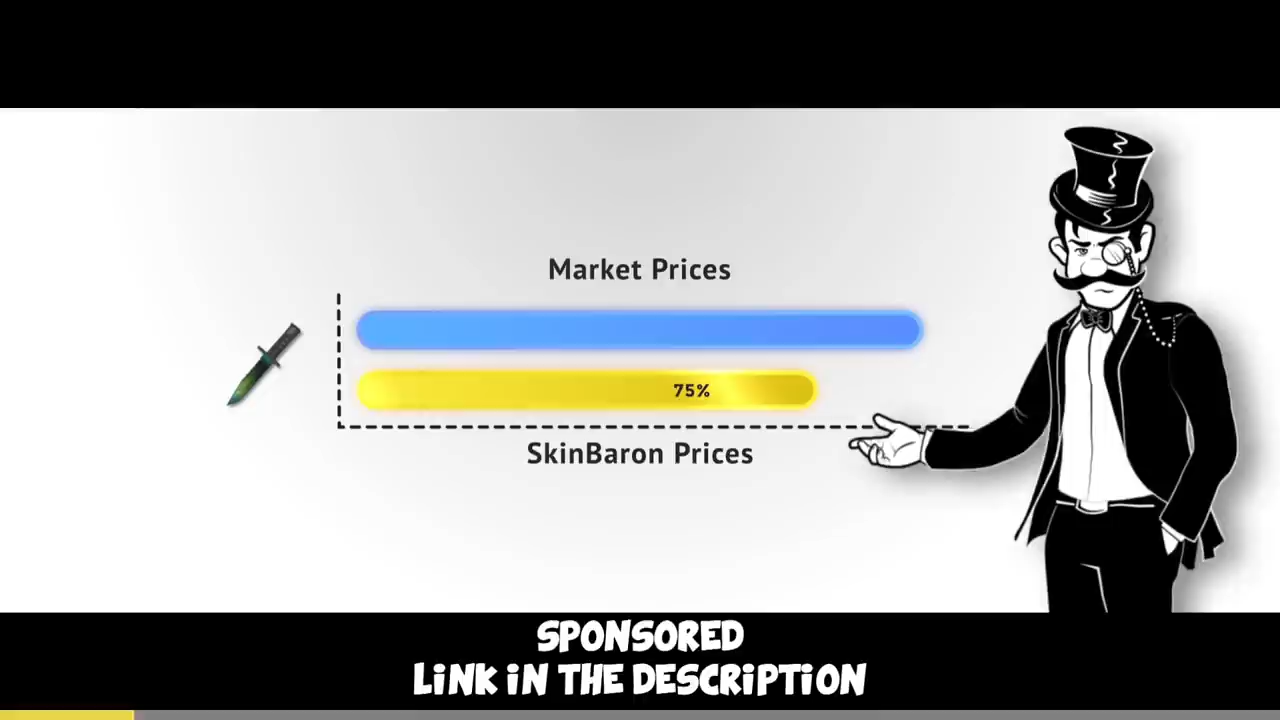 Market Prices
75%
SkinBaron Prices
SPONSORED
LiNK iN THE DESCRiPTiON